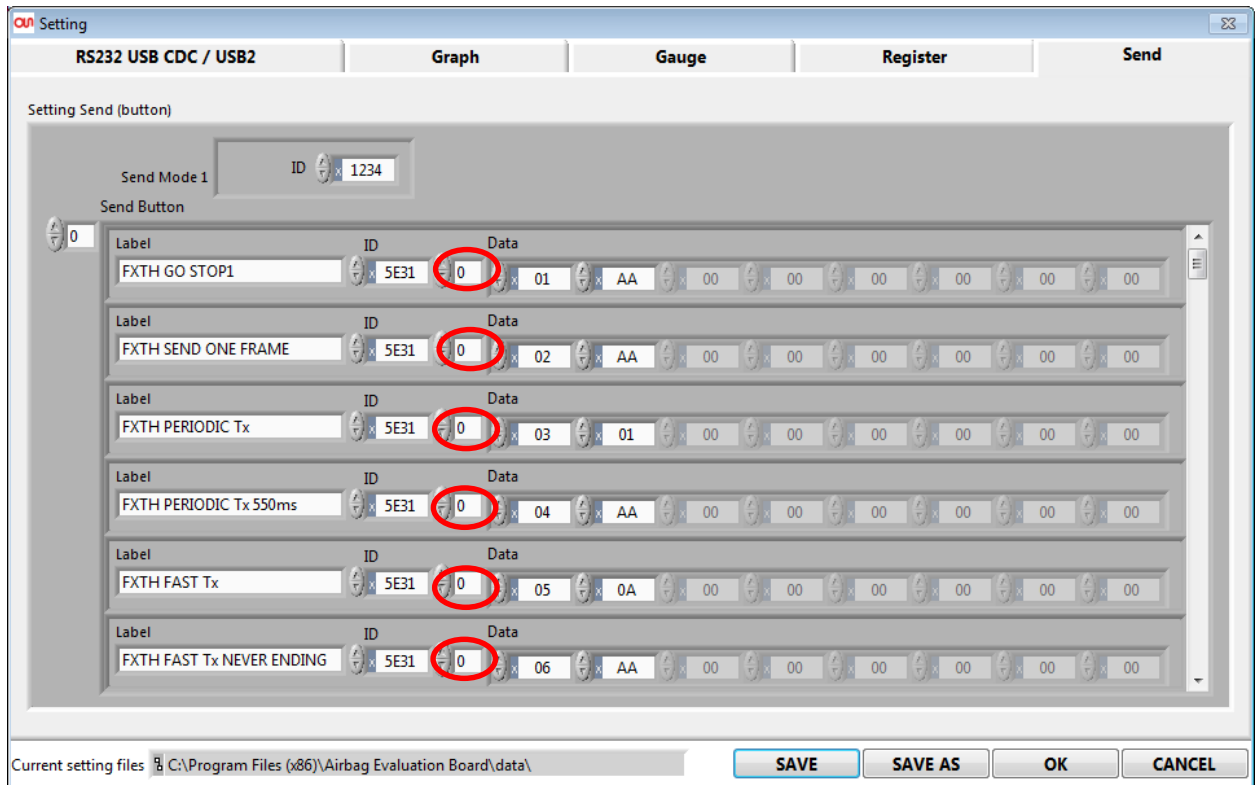 OUI Setting
RS232 USB CDC / USB2 Graph Gauge Register Send
Setting Send (button)
Send Mode 1 ID x 1234
Send Button
0
Label ID Data
FXTH GO STOP1 x 5E31 0 x 01 x AA x 00 x 00 x 00 x 00 x 00 x 00
Label ID Data
FXTH SEND ONE FRAME x 5E31 0 x 02 x AA x 00 x 00 x 00 x 00 x 00 x 00
Label ID Data
FXTH PERIODIC Tx x 5E31 0 x 03 x 01 x 00 x 00 x 00 x 00 x 00 x 00
Label ID Data
FXTH PERIODIC Tx 550ms x 5E31 0 x 04 x AA x 00 x 00 x 00 x 00 x 00 x 00
Label ID Data
FXTH FAST Tx x 5E31 0 x 05 x 0A x 00 x 00 x 00 x 00 x 00 x 00
Label ID Data
FXTH FAST Tx NEVER ENDING x 5E31 0 x 06 x AA x 00 x 00 x 00 x 00 x 00 x 00
Current setting files C:\Program Files (x86)\Airbag Evaluation Board\data\ SAVE SAVE AS OK CANCEL